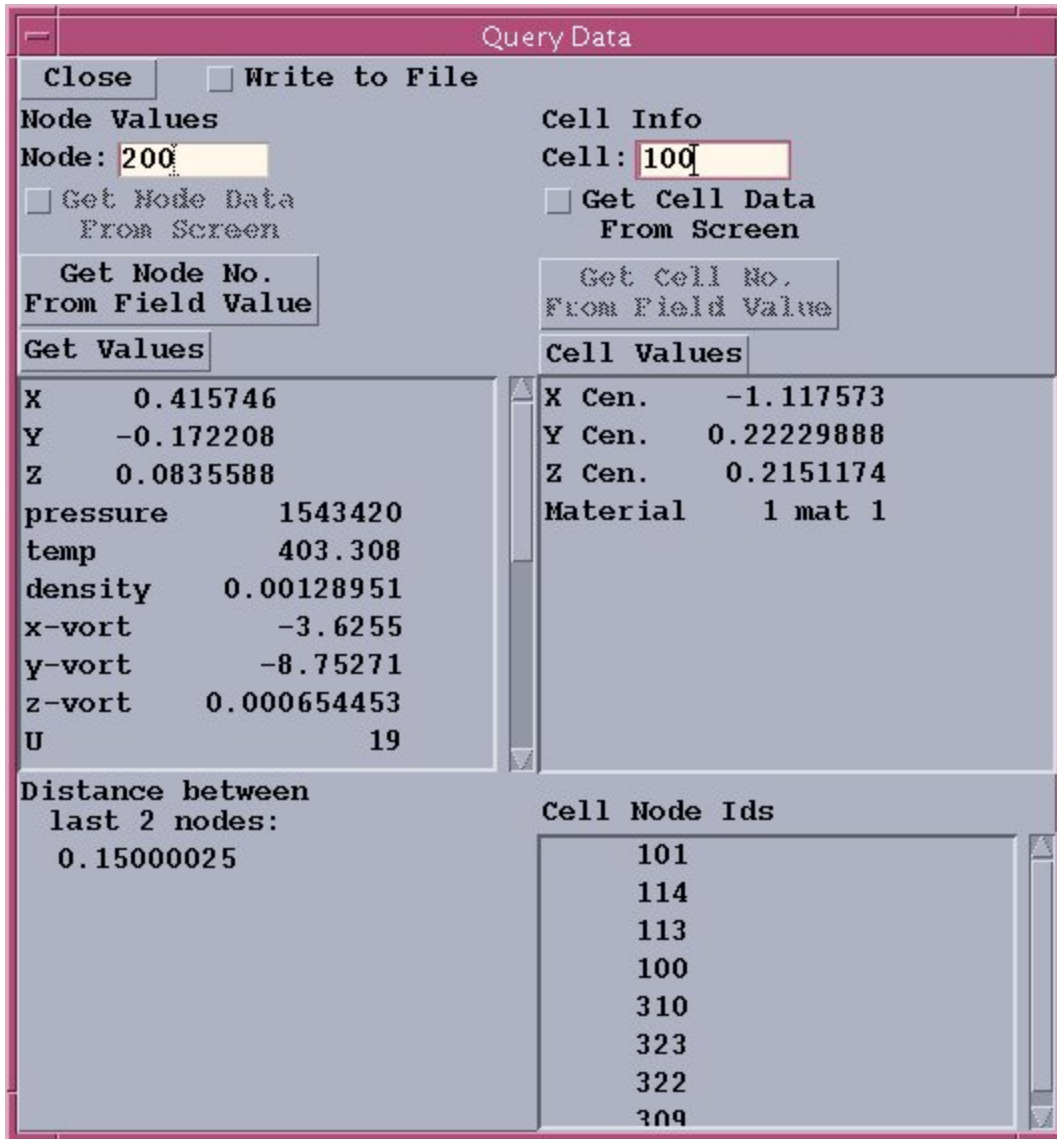 Query Data
Close Write to File
Node Values
Node: 200
Get Node Data
From Screen
Get Node No.
From Field Value
Get Values
X 0.415746
Y -0.172208
Z 0.0835588
pressure 1543420
temp 403.308
density 0.00128951
x-vort -3.6255
y-vort -8.75271
z-vort 0.000654453
U 19
Distance between
last 2 nodes:
0.15000025
Cell Info
Cell: 100
Get Cell Data
From Screen
Get Cell No.
From Field Value
Cell Values
X Cen. -1.117573
Y Cen. 0.22229888
Z Cen. 0.2151174
Material 1 mat 1
Cell Node Ids
101
114
113
100
310
323
322
309